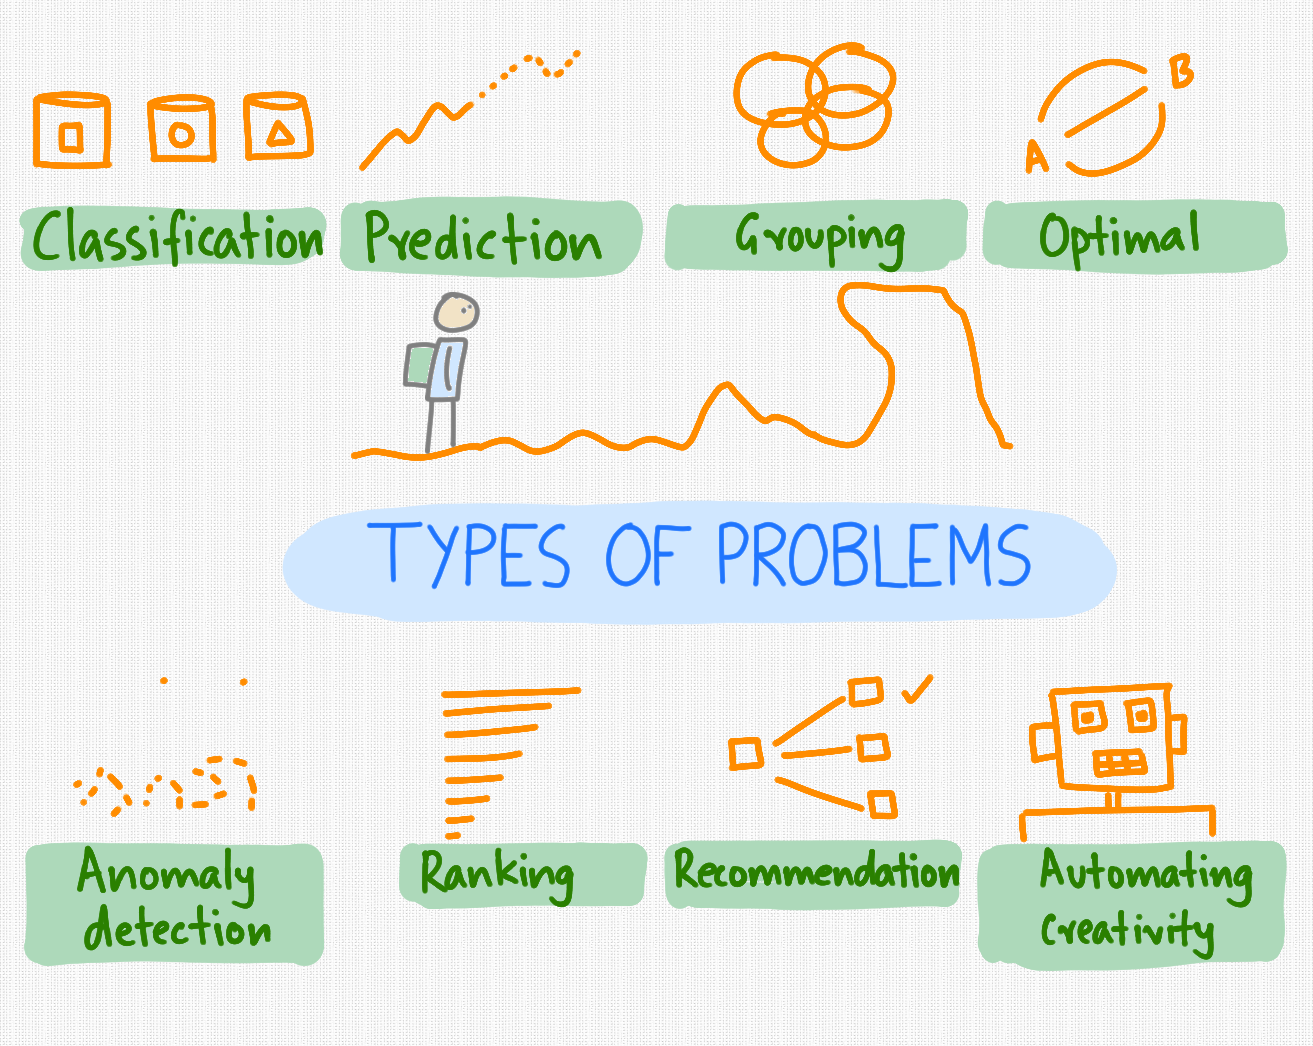 A
B
Classification
Prediction
Grouping
Optimal
TYPES OF PROBLEMS
Anomaly
detection
Ranking
Recommendation
Automating
creativity